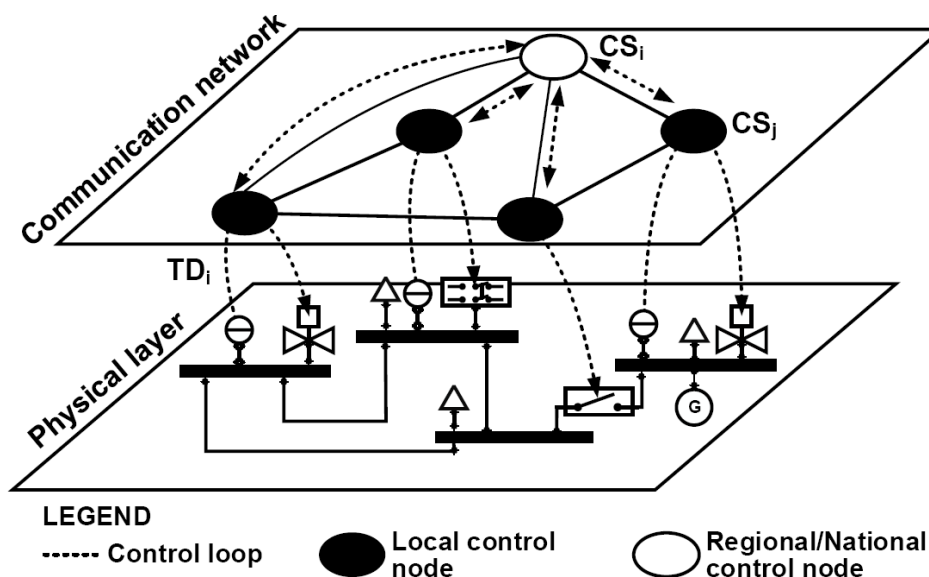 Communication network
CSᵢ
CSⱼ
TDᵢ
Physical layer
G
LEGEND
Control loop
Local control
node
Regional/National
control node